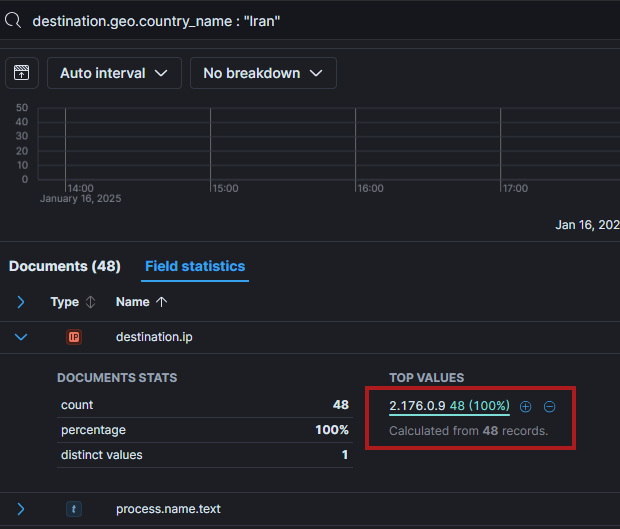 destination.geo.country_name : "Iran"
Auto interval
No breakdown
50
40
30
20
10
0
14:00 15:00 16:00 17:00
January 16, 2025
Jan 16, 202
Documents (48) Field statistics
Type Name
IP destination.ip
DOCUMENTS STATS TOP VALUES
count 48 2.176.0.9 48 (100%)
percentage 100% Calculated from 48 records.
distinct values 1
t process.name.text